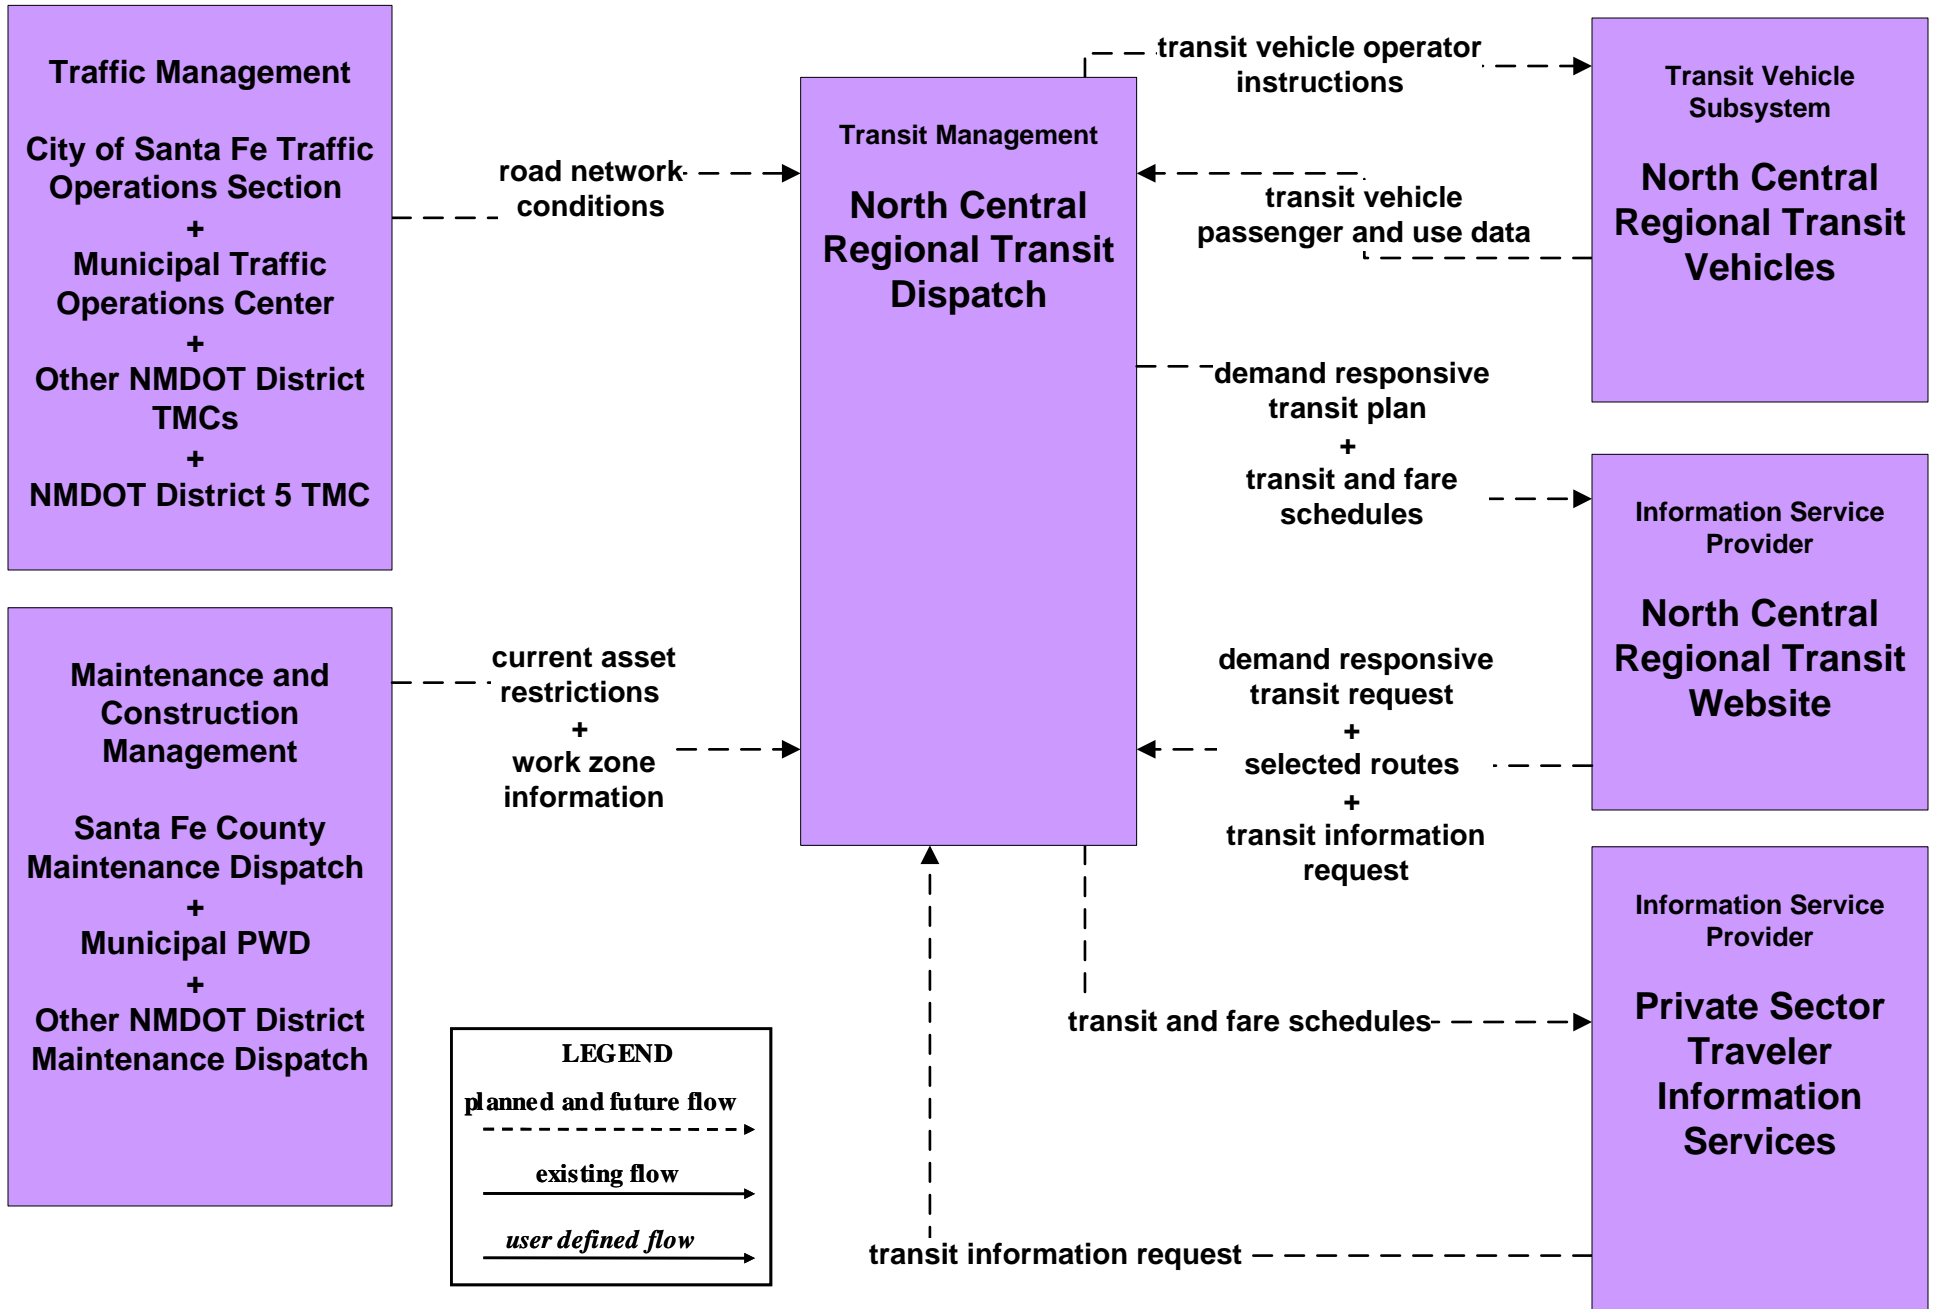 Traffic Management
City of Santa Fe Traffic
Operations Section
+
Municipal Traffic
Operations Center
+
Other NMDOT District
TMCs
+
NMDOT District 5 TMC
Maintenance and
Construction
Management
Santa Fe County
Maintenance Dispatch
+
Municipal PWD
+
Other NMDOT District
Maintenance Dispatch
road network
conditions
current asset
restrictions
+
work zone
information
LEGEND
planned and future flow
existing flow
user defined flow
Transit Management
North Central
Regional Transit
Dispatch
transit vehicle operator
instructions
transit vehicle
passenger and use data
demand responsive
transit plan
+
transit and fare
schedules
demand responsive
transit request
+
selected routes
+
transit information
request
transit and fare schedules
transit information request
Transit Vehicle
Subsystem
North Central
Regional Transit
Vehicles
Information Service
Provider
North Central
Regional Transit
Website
Information Service
Provider
Private Sector
Traveler
Information
Services